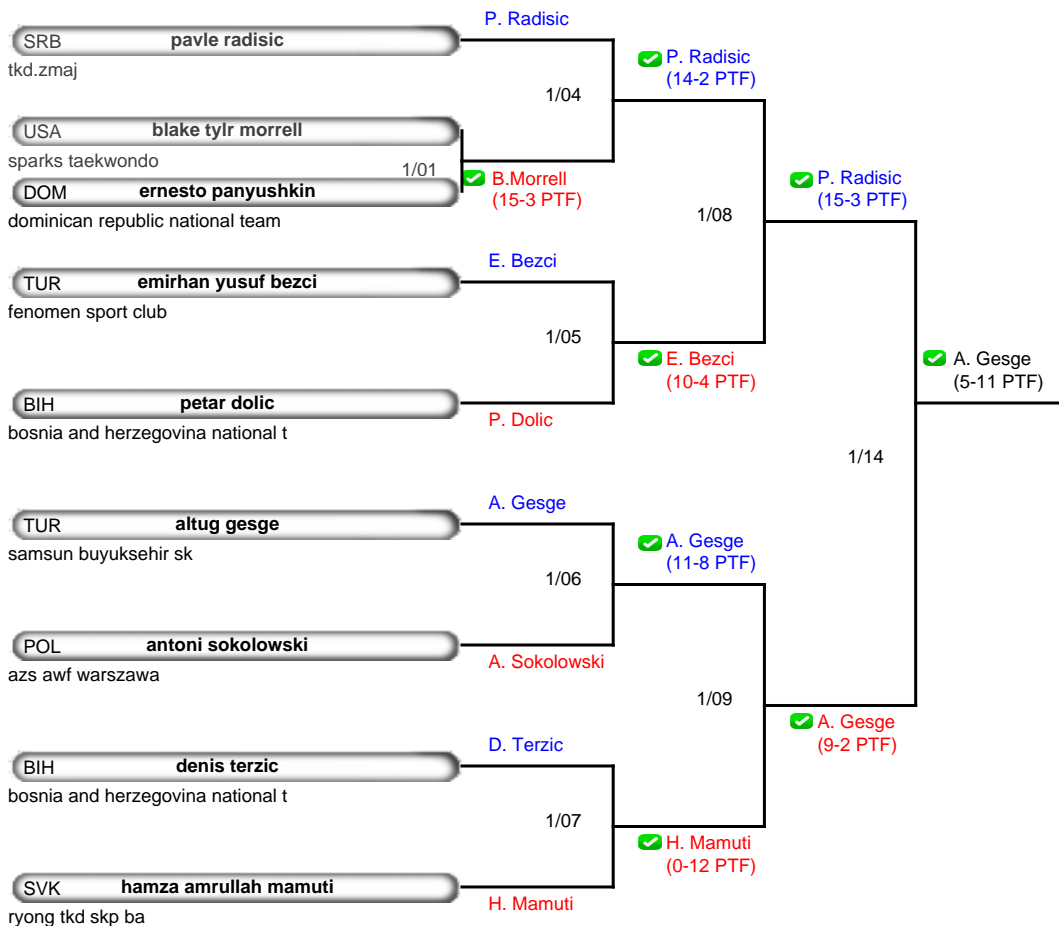 P. Radisic
SRB pavle radisic
tkd.zmaj
P. Radisic
(14-2 PTF)
1/04
USA blake tylr morrell
sparks taekwondo
1/01
B.Morrell
(15-3 PTF)
DOM ernesto panyushkin
dominican republic national team
P. Radisic
(15-3 PTF)
1/08
E. Bezci
TUR emirhan yusuf bezci
fenomen sport club
1/05
E. Bezci
(10-4 PTF)
A. Gesge
(5-11 PTF)
BIH petar dolic
P. Dolic
bosnia and herzegovina national t
1/14
A. Gesge
TUR altug gesge
samsun buyuksehir sk
A. Gesge
(11-8 PTF)
1/06
POL antoni sokolowski
A. Sokolowski
azs awf warszawa
1/09
A. Gesge
(9-2 PTF)
D. Terzic
BIH denis terzic
bosnia and herzegovina national t
1/07
H. Mamuti
(0-12 PTF)
SVK hamza amrullah mamuti
H. Mamuti
ryong tkd skp ba